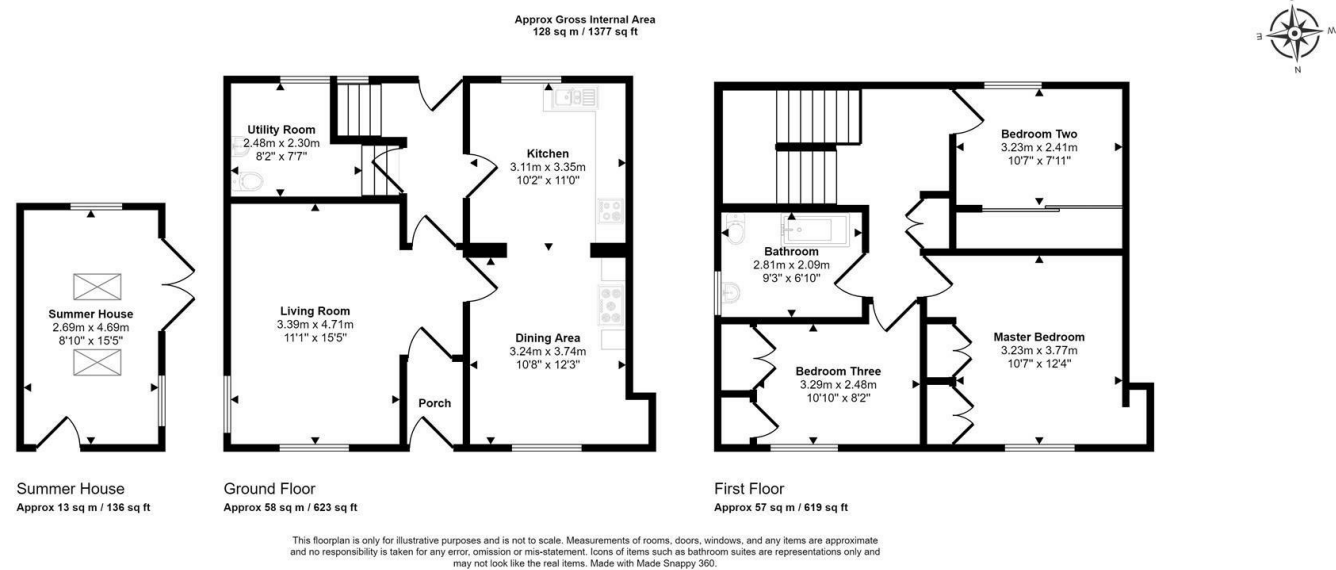 Approx Gross Internal Area
128 sq m / 1377 sq ft
E
W
N
Utility Room
2.48m x 2.30m
8'2" x 7'7"
Kitchen
3.11m x 3.35m
10'2" x 11'0"
Bedroom Two
3.23m x 2.41m
10'7" x 7'11"
Bathroom
2.81m x 2.09m
9'3" x 6'10"
Summer House
2.69m x 4.69m
8'10" x 15'5"
Living Room
3.39m x 4.71m
11'1" x 15'5"
Dining Area
3.24m x 3.74m
10'8" x 12'3"
Master Bedroom
3.23m x 3.77m
10'7" x 12'4"
Bedroom Three
3.29m x 2.48m
10'10" x 8'2"
Porch
Summer House
Approx 13 sq m / 136 sq ft
Ground Floor
Approx 58 sq m / 623 sq ft
First Floor
Approx 57 sq m / 619 sq ft
This floorplan is only for illustrative purposes and is not to scale. Measurements of rooms, doors, windows, and any items are approximate
and no responsibility is taken for any error, omission or mis-statement. Icons of items such as bathroom suites are representations only and
may not look like the real items. Made with Made Snappy 360.